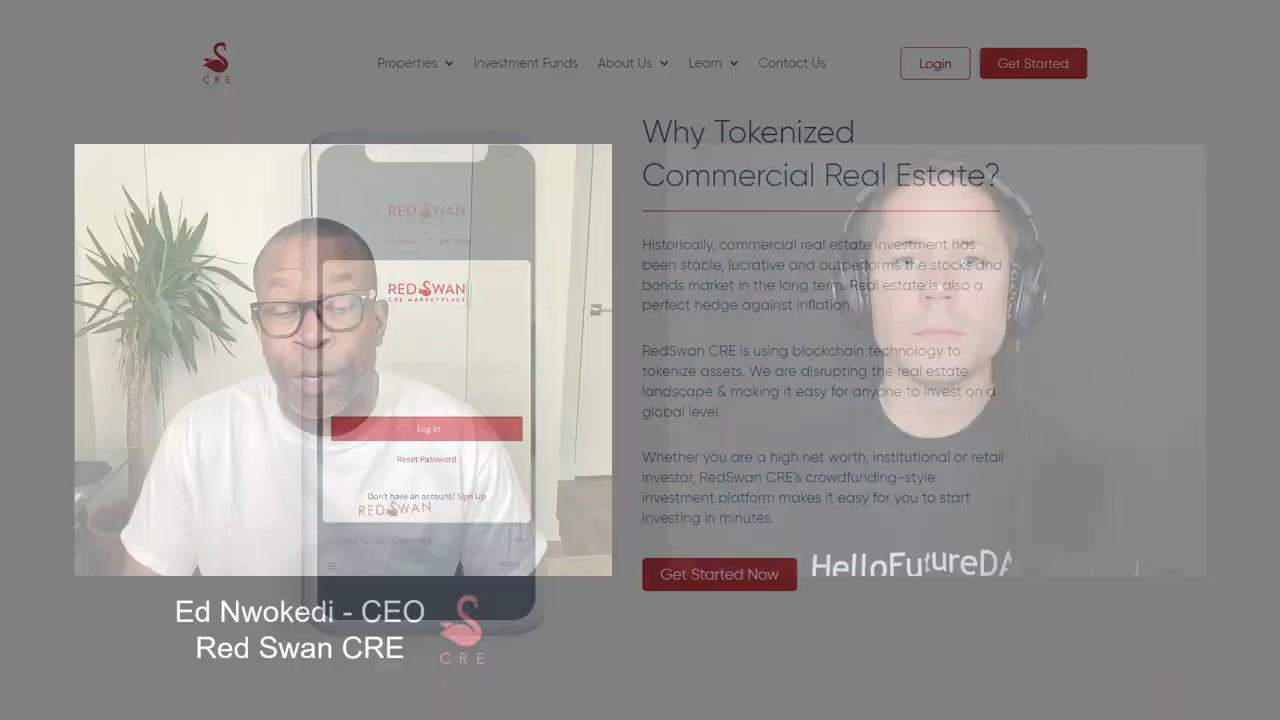 CRE
Properties
Investment Funds
About Us
Learn
Contact Us
Login
Get Started
Why Tokenized
Commercial Real Estate?
RED SWAN
RED SWAN
CRE MARKETPLACE
Log In
Reset Password
Don't have an account? Sign Up
RED SWAN
Historically, commercial real estate investment has
been stable, lucrative and outperforms the stocks and
bonds market in the long term. Real estate is also a
perfect hedge against inflation.
RedSwan CRE is using blockchain technology to
tokenize assets. We are disrupting the real estate
landscape & making it easy for anyone to invest on a
global level.
Whether you are a high net worth, institutional or retail
investor, RedSwan CRE's crowdfunding-style
investment platform makes it easy for you to start
investing in minutes.
Get Started Now
HelloFutureDA
Ed Nwokedi - CEO
Red Swan CRE
CRE